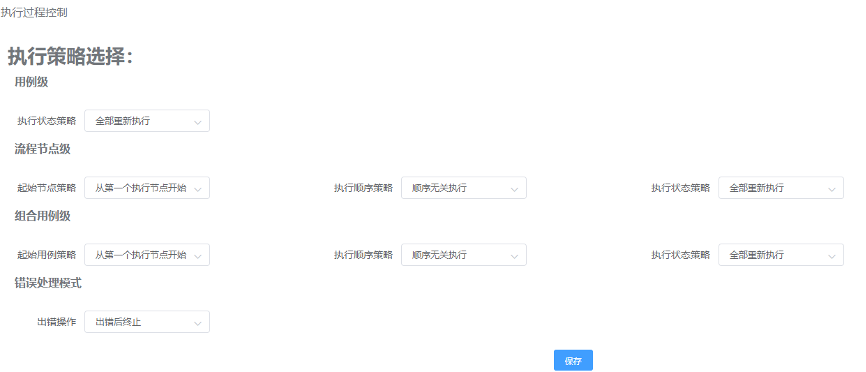 执行过程控制
执行策略选择：
用例级
执行状态策略 全部重新执行
流程节点级
起始节点策略 从第一个执行节点开始 执行顺序策略 顺序无关执行 执行状态策略 全部重新执行
组合用例级
起始用例策略 从第一个执行节点开始 执行顺序策略 顺序无关执行 执行状态策略 全部重新执行
错误处理模式
出错操作 出错后终止
保存